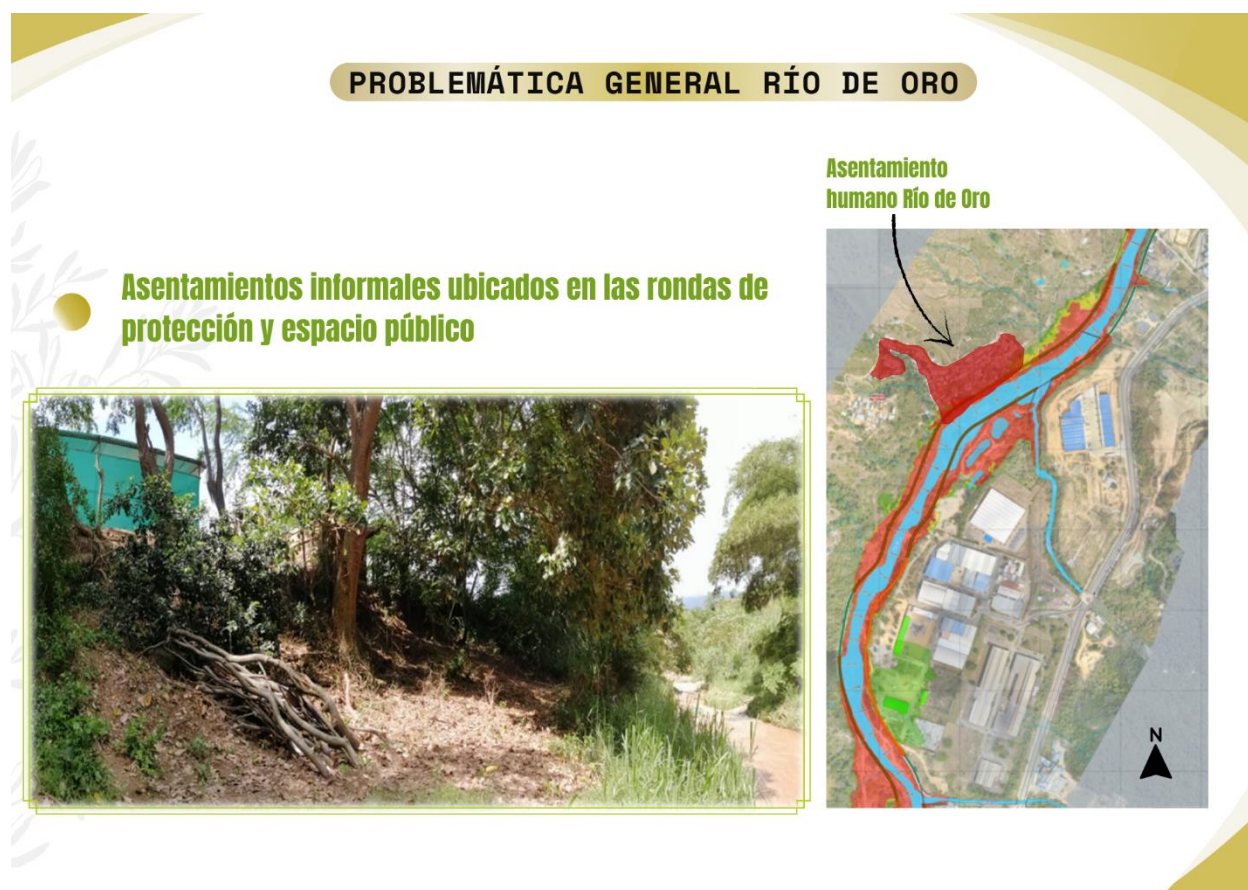 PROBLEMÁTICA GENERAL RÍO DE ORO
Asentamiento
humano Río de Oro
Asentamientos informales ubicados en las rondas de
protección y espacio público
N